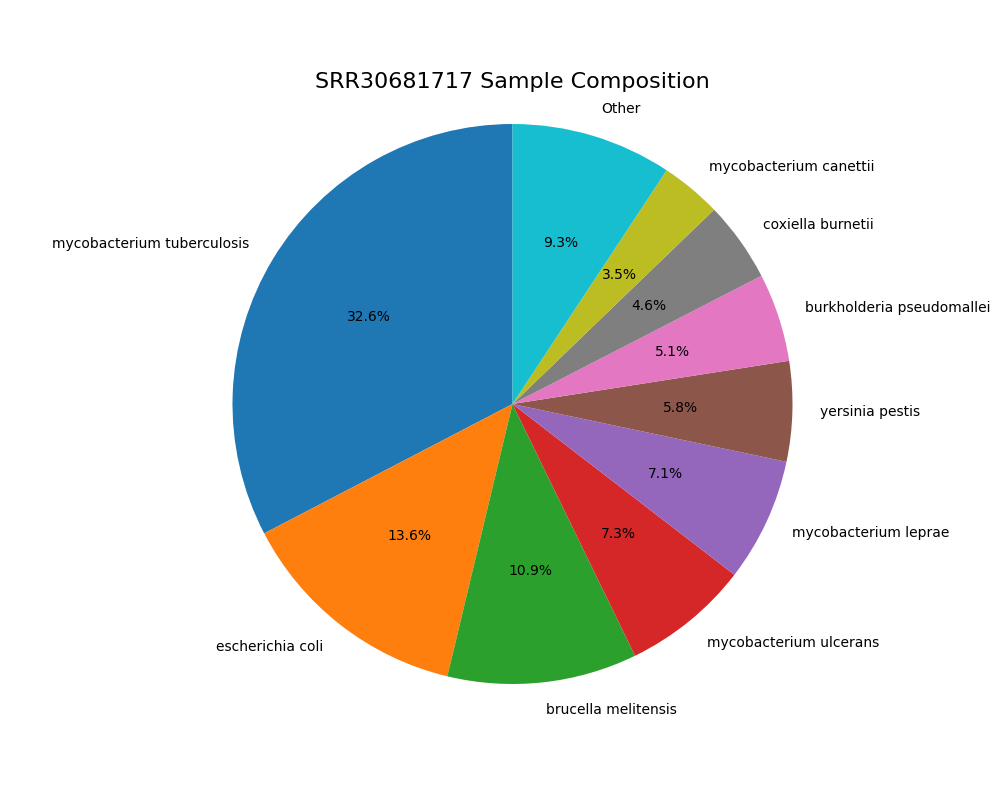 SRR30681717 Sample Composition
Other
mycobacterium canettii
coxiella burnetii
mycobacterium tuberculosis
burkholderia pseudomallei
yersinia pestis
mycobacterium leprae
mycobacterium ulcerans
escherichia coli
brucella melitensis
9.3%
3.5%
4.6%
32.6%
5.1%
5.8%
7.1%
7.3%
13.6%
10.9%